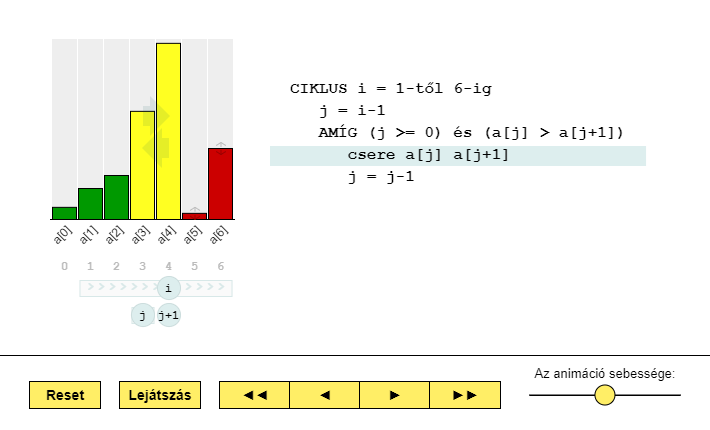 CIKLUS i = 1-től 6-ig
j = i-1
AMÍG (j >= 0) és (a[j] > a[j+1])
csere a[j] a[j+1]
j = j-1
a[0] a[1] a[2] a[3] a[4] a[5] a[6]
0 1 2 3 4 5 6
i
j j+1
Az animáció sebessége:
Reset Lejátszás